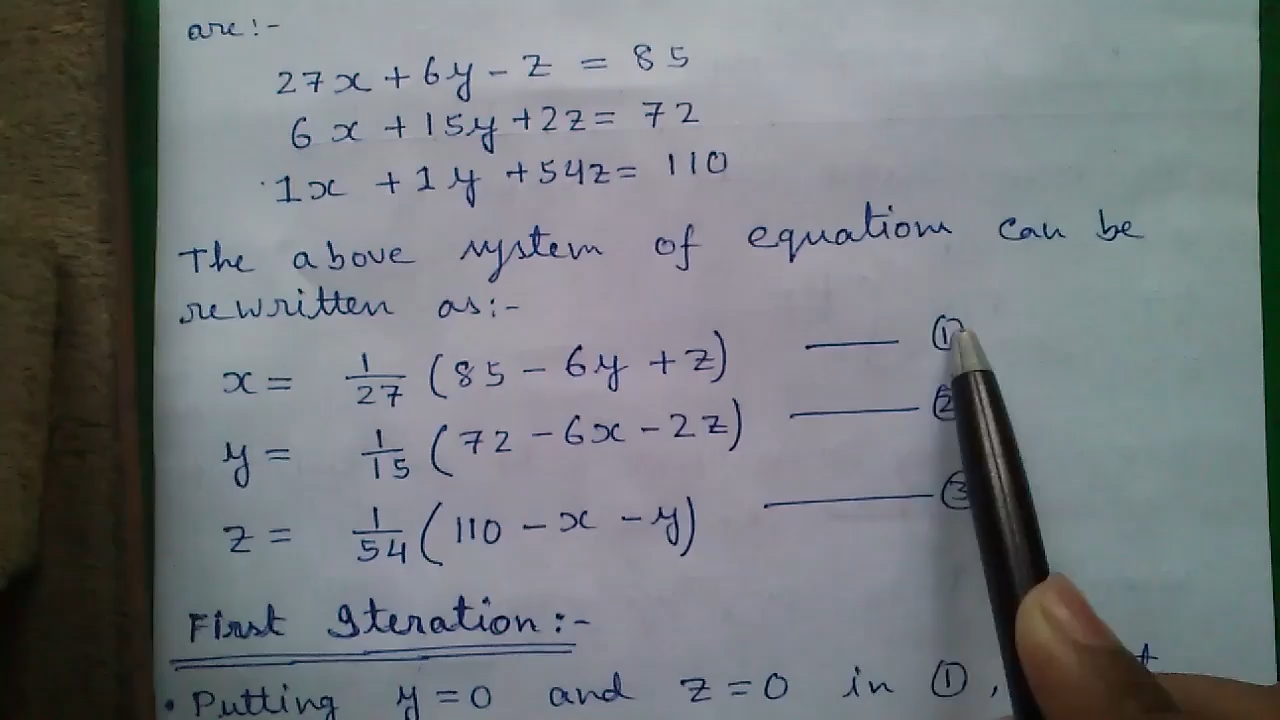 are:-
27x + 6y - z = 85
6x + 15y + 2z = 72
1x + 1y + 54z = 110
The above system of equation can be
rewritten as:-
x = 1/27 (85 - 6y + z) —— ①
y = 1/15 (72 - 6x - 2z) —— ②
z = 1/54 (110 - x - y) —— ③
First Iteration :-
• Putting y = 0 and z = 0 in ①,